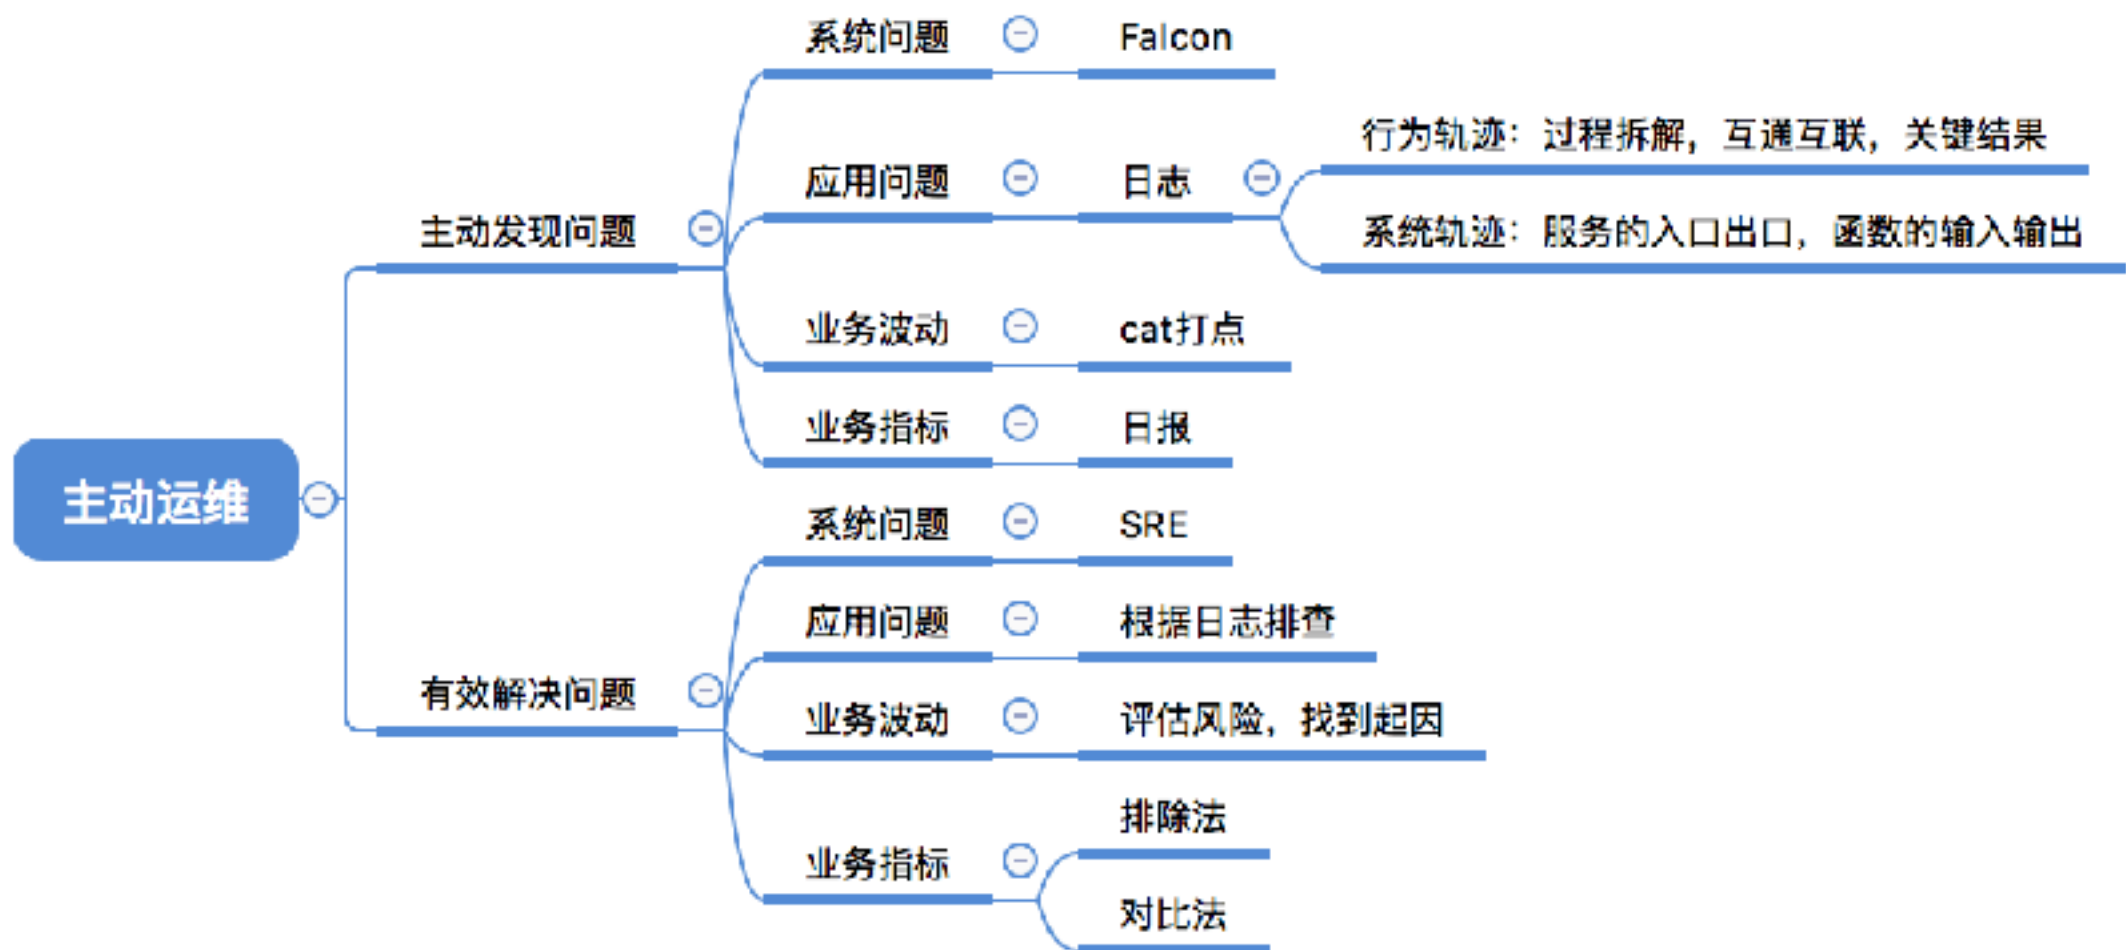 主动运维
主动发现问题
系统问题
Falcon
应用问题
日志
行为轨迹：过程拆解，互通互联，关键结果
系统轨迹：服务的入口出口，函数的输入输出
业务波动
cat打点
业务指标
日报
有效解决问题
系统问题
SRE
应用问题
根据日志排查
业务波动
评估风险，找到起因
业务指标
排除法
对比法